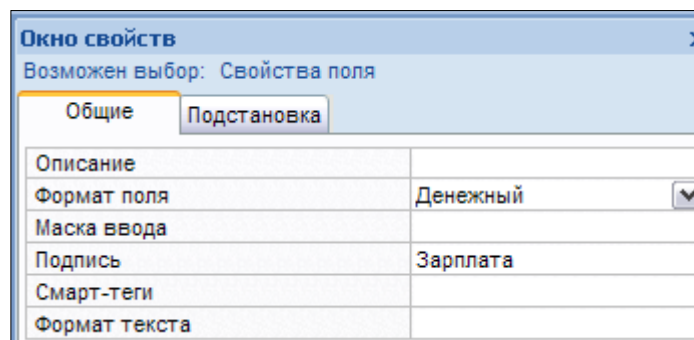 Окно свойств
Возможен выбор: Свойства поля
Общие Подстановка
Описание
Формат поля Денежный
Маска ввода
Подпись Зарплата
Смарт-теги
Формат текста